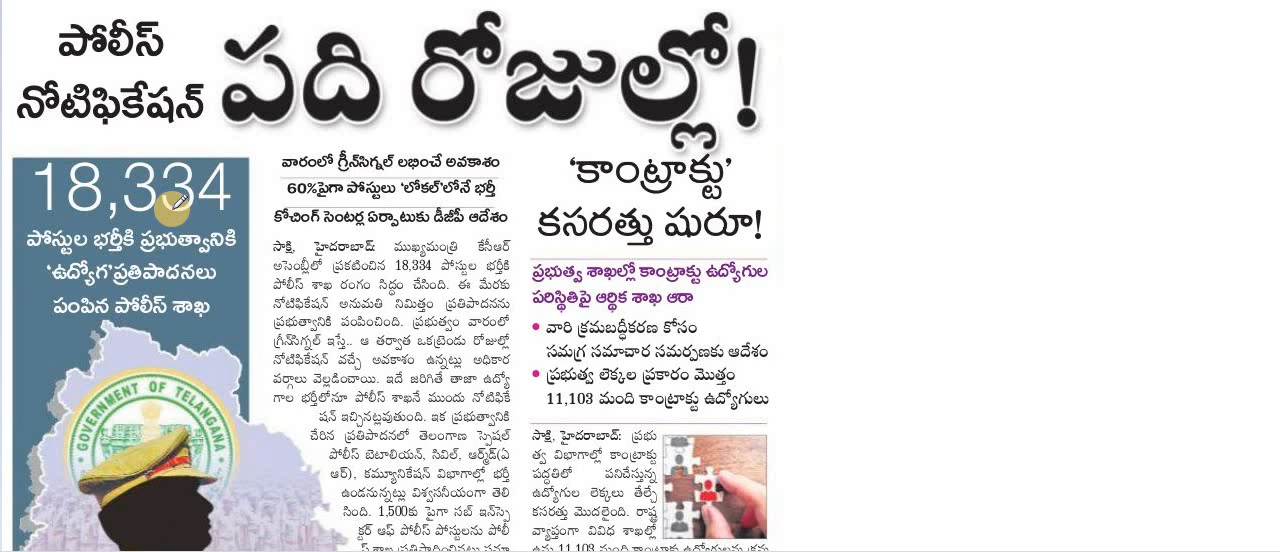 పోలీస్
నోటిఫికేషన్
పది రోజుల్లో!
18,334
పోస్టుల భర్తీకి ప్రభుత్వానికి
‘ఉద్యోగ’ప్రతిపాదనలు
పంపిన పోలీస్ శాఖ
GOVERNMENT OF TELANGANA
వారంలో గ్రీన్‌సిగ్నల్ లభించే అవకాశం
60%పైగా పోస్టులు ‘లోకల్’లోనే భర్తీ
కోచింగ్ సెంటర్ల ఏర్పాటుకు డీజీపీ ఆదేశం
సాక్షి, హైదరాబాద్: ముఖ్యమంత్రి కేసీఆర్
అసెంబ్లీలో ప్రకటించిన 18,334 పోస్టుల భర్తీకి
పోలీస్ శాఖ రంగం సిద్ధం చేసింది. ఈ మేరకు
నోటిఫికేషన్ అనుమతి నిమిత్తం ప్రతిపాదనను
ప్రభుత్వానికి పంపించింది. ప్రభుత్వం వారంలో
గ్రీన్‌సిగ్నల్ ఇస్తే.. ఆ తర్వాత ఒకట్రెండు రోజుల్లో
నోటిఫికేషన్ వచ్చే అవకాశం ఉన్నట్లు అధికార
వర్గాలు వెల్లడించాయి. ఇదే జరిగితే తాజా ఉద్యో
గాల భర్తీలోనూ పోలీస్ శాఖనే ముందు నోటిఫికే
షన్ ఇచ్చినట్లవుతుంది. ఇక ప్రభుత్వానికి
చేరిన ప్రతిపాదనలో తెలంగాణ స్పెషల్
పోలీస్ బెటాలియన్, సివిల్, ఆర్మ్‌డ్(ఏ
ఆర్), కమ్యూనికేషన్ విభాగాల్లో భర్తీ
ఉండనున్నట్లు విశ్వసనీయంగా తెలి
సింది. 1,500కు పైగా సబ్ ఇన్‌స్పె
క్టర్ ఆఫ్ పోలీస్ పోస్టులను పోలీ
‘కాంట్రాక్టు’
కసరత్తు షురూ!
ప్రభుత్వ శాఖల్లో కాంట్రాక్టు ఉద్యోగుల
పరిస్థితిపై ఆర్థిక శాఖ ఆరా
• వారి క్రమబద్ధీకరణ కోసం
సమగ్ర సమాచార సమర్పణకు ఆదేశం
• ప్రభుత్వ లెక్కల ప్రకారం మొత్తం
11,103 మంది కాంట్రాక్టు ఉద్యోగులు
సాక్షి, హైదరాబాద్: ప్రభు
త్వ విభాగాల్లో కాంట్రాక్టు
పద్ధతిలో పనిచేస్తున్న
ఉద్యోగుల లెక్కలు తేల్చే
కసరత్తు మొదలైంది. రాష్ట్ర
వ్యాప్తంగా వివిధ శాఖల్లో